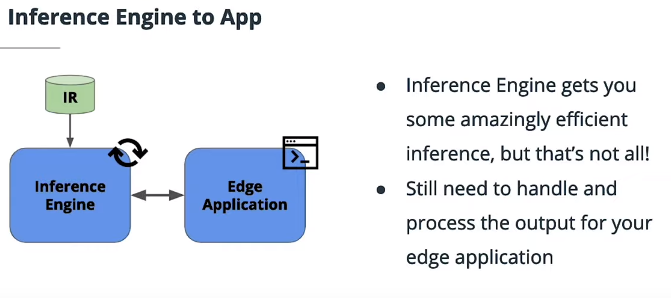 Inference Engine to App
IR
Inference
Engine
Edge
Application
• Inference Engine gets you
some amazingly efficient
inference, but that's not all!
• Still need to handle and
process the output for your
edge application